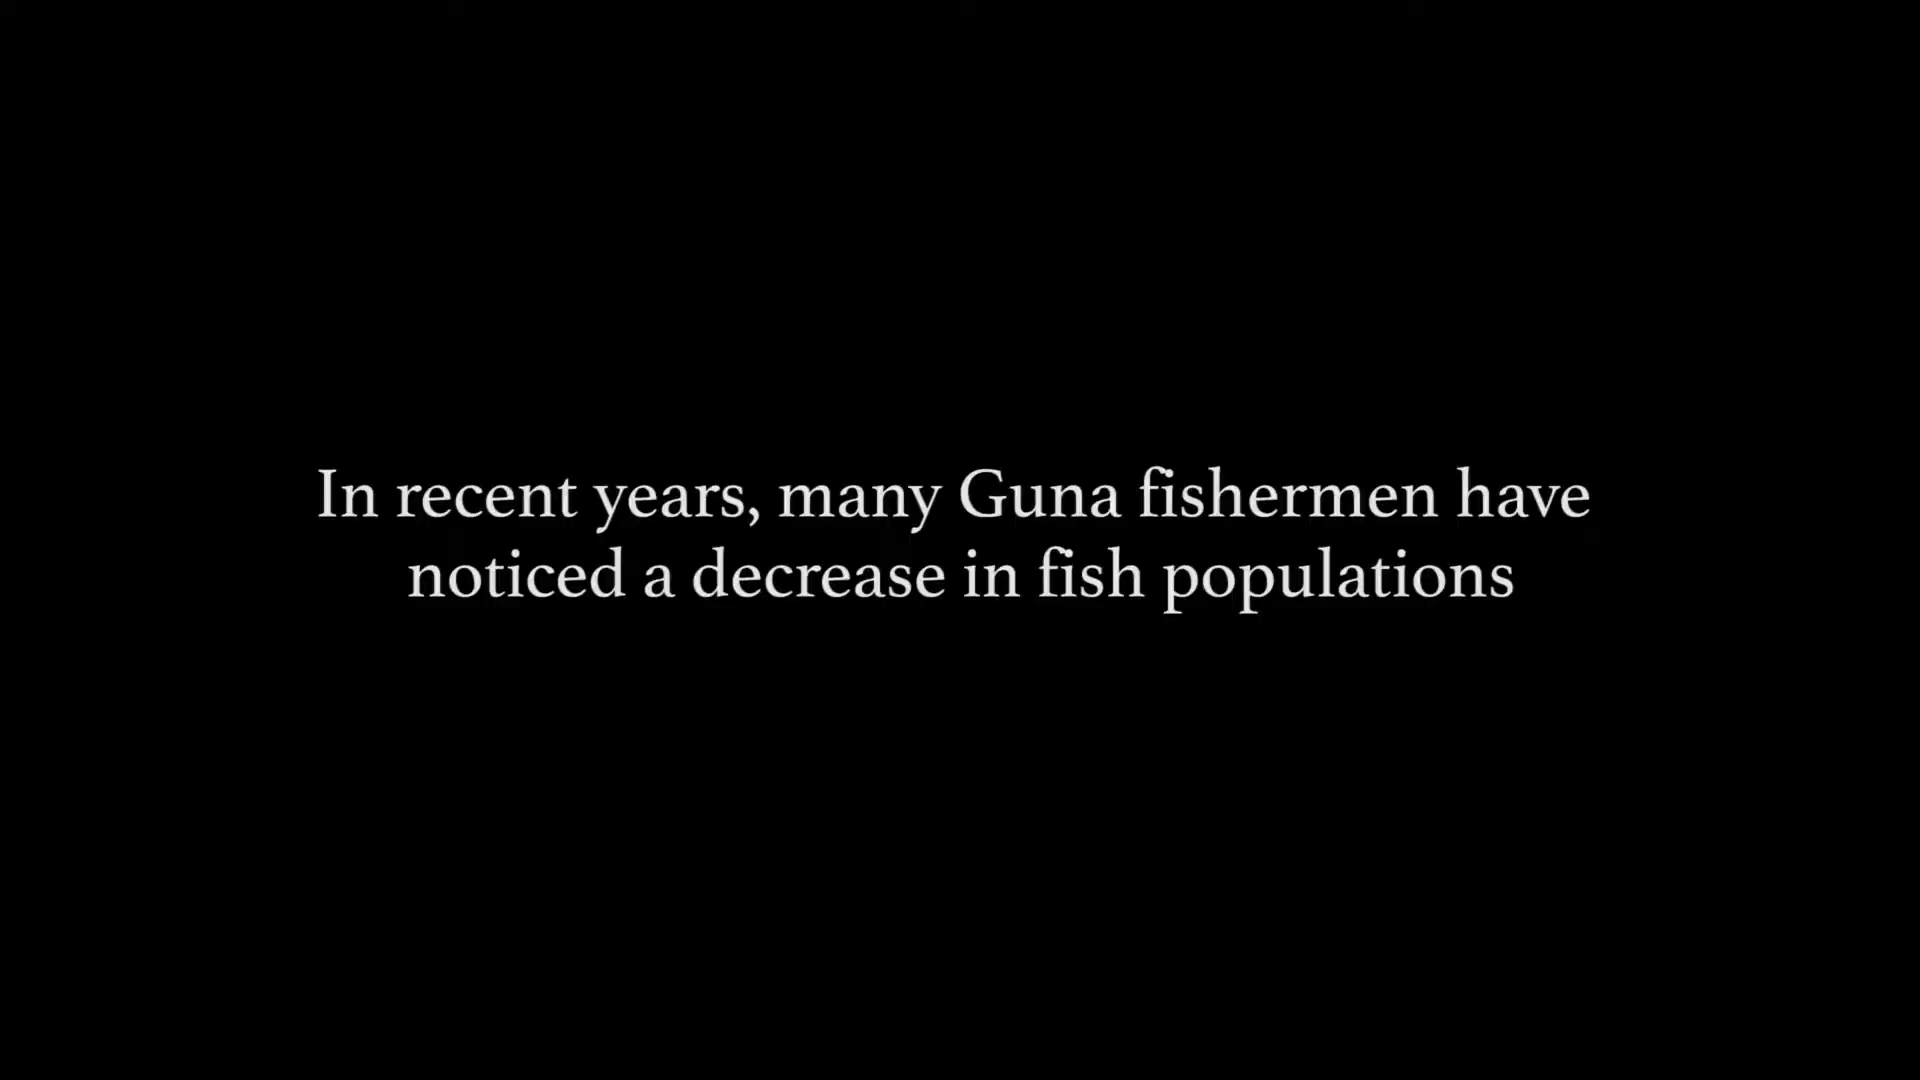 In recent years, many Guna fishermen have
noticed a decrease in fish populations